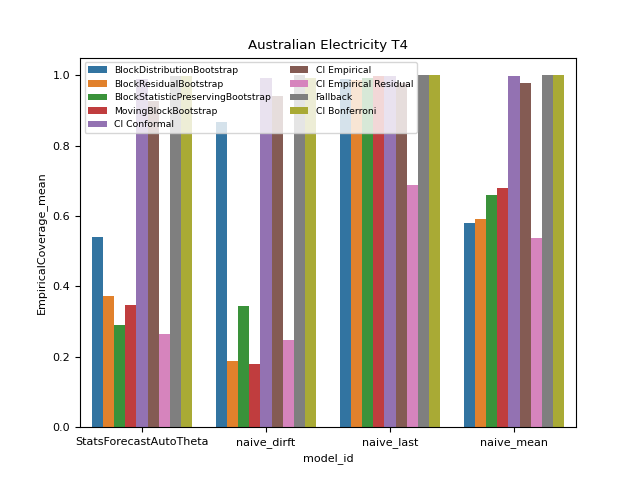 Australian Electricity T4
1.0
0.8
0.6
0.4
0.2
0.0
EmpiricalCoverage_mean
BlockDistributionBootstrap
BlockResidualBootstrap
BlockStatisticPreservingBootstrap
MovingBlockBootstrap
CI Conformal
CI Empirical
CI Empirical Residual
Fallback
CI Bonferroni
StatsForecastAutoTheta
naive_dirft
naive_last
naive_mean
model_id